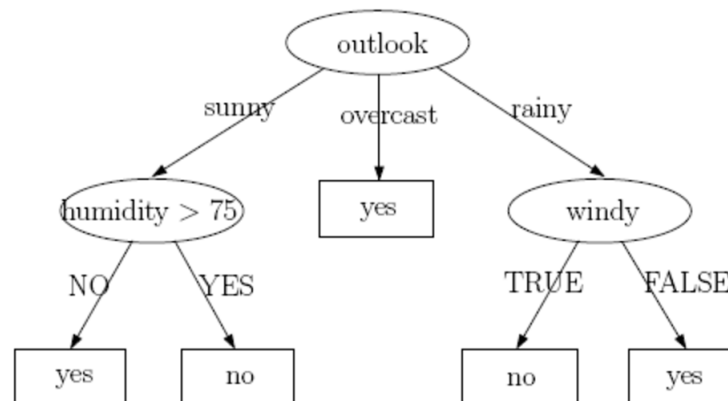 outlook
sunny
overcast
rainy
humidity > 75
yes
windy
NO
YES
TRUE
FALSE
yes
no
no
yes